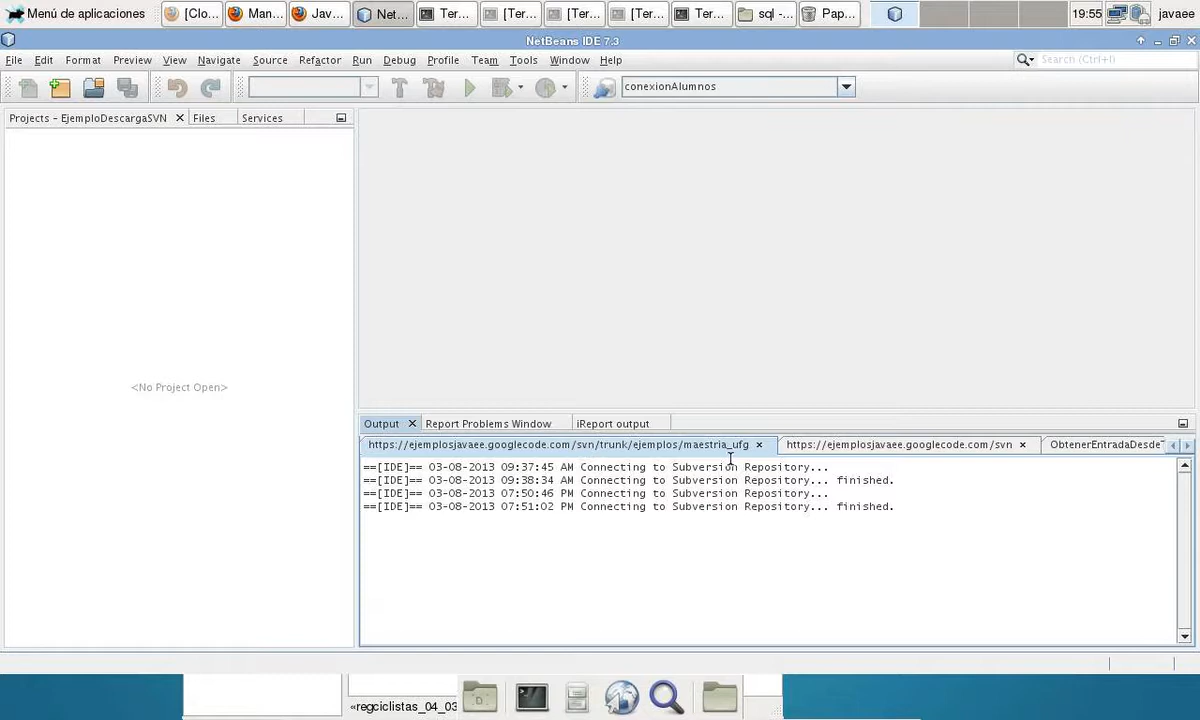 Menú de aplicaciones [Clo... Man... Jav... Net... Ter... [Ter... [Ter... [Ter... Ter... sql -... Pap... 19:55 javaee
NetBeans IDE 7.3
File Edit Format Preview View Navigate Source Refactor Run Debug Profile Team Tools Window Help Search (Ctrl+I)
conexionAlumnos
Projects - EjemploDescargaSVN Files Services
<No Project Open>
Output Report Problems Window iReport output
https://ejemplosjavaee.googlecode.com/svn/trunk/ejemplos/maestria_ufg https://ejemplosjavaee.googlecode.com/svn ObtenerEntradaDesde
==[IDE]== 03-08-2013 09:37:45 AM Connecting to Subversion Repository...
==[IDE]== 03-08-2013 09:38:34 AM Connecting to Subversion Repository... finished.
==[IDE]== 03-08-2013 07:50:46 PM Connecting to Subversion Repository...
==[IDE]== 03-08-2013 07:51:02 PM Connecting to Subversion Repository... finished.
«regciclistas_04_03